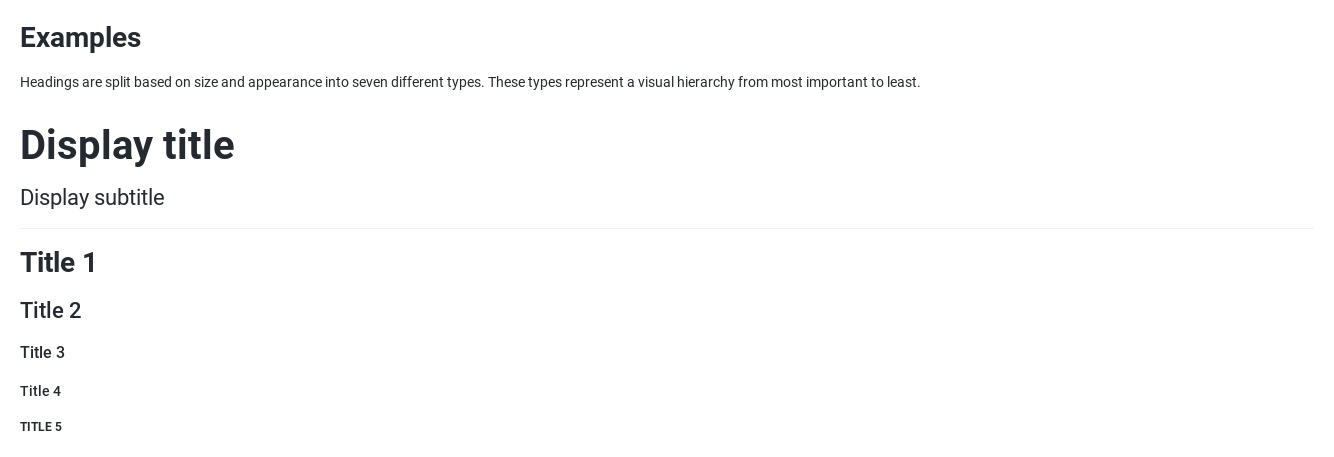 Examples
Headings are split based on size and appearance into seven different types. These types represent a visual hierarchy from most important to least.
Display title
Display subtitle
Title 1
Title 2
Title 3
Title 4
TITLE 5